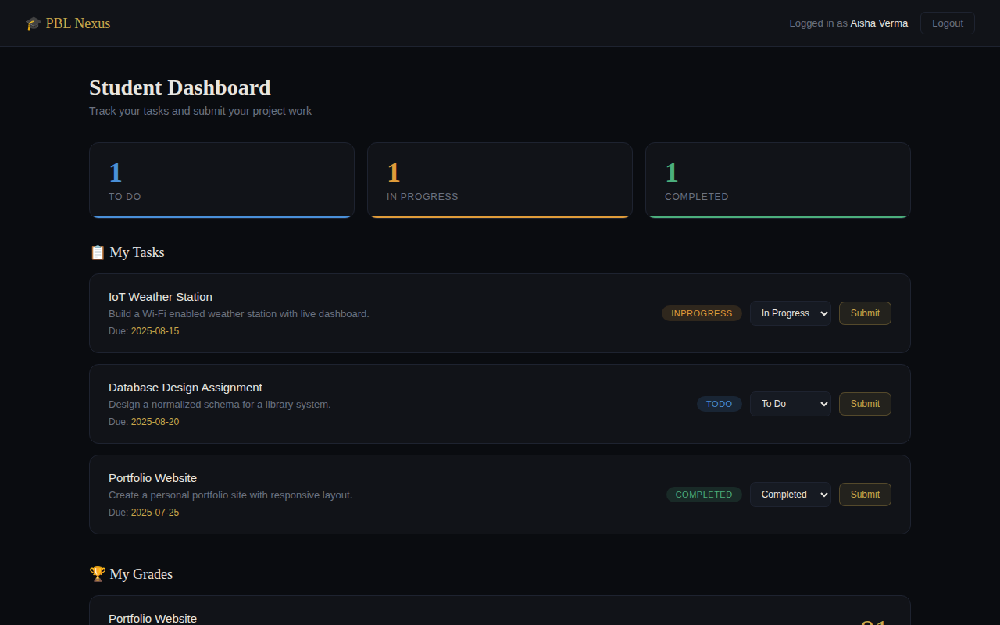 🎓 PBL Nexus
Logged in as Aisha Verma
Logout
Student Dashboard
Track your tasks and submit your project work
1
TO DO
1
IN PROGRESS
1
COMPLETED
📋 My Tasks
IoT Weather Station
Build a Wi-Fi enabled weather station with live dashboard.
Due: 2025-08-15
INPROGRESS
In Progress
Submit
Database Design Assignment
Design a normalized schema for a library system.
Due: 2025-08-20
TODO
To Do
Submit
Portfolio Website
Create a personal portfolio site with responsive layout.
Due: 2025-07-25
COMPLETED
Completed
Submit
🏆 My Grades
Portfolio Website